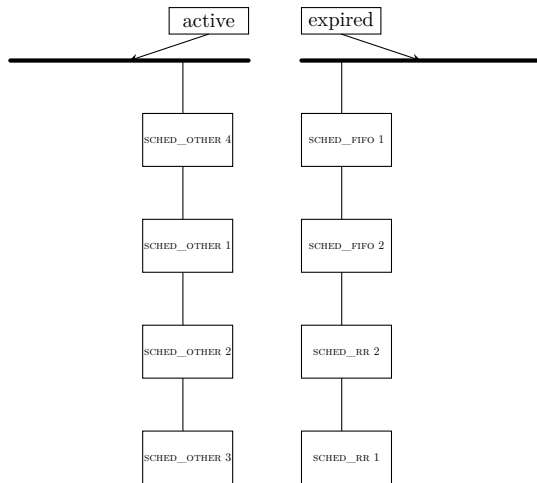 active
expired
SCHED_OTHER 4
SCHED_FIFO 1
SCHED_OTHER 1
SCHED_FIFO 2
SCHED_OTHER 2
SCHED_RR 2
SCHED_OTHER 3
SCHED_RR 1